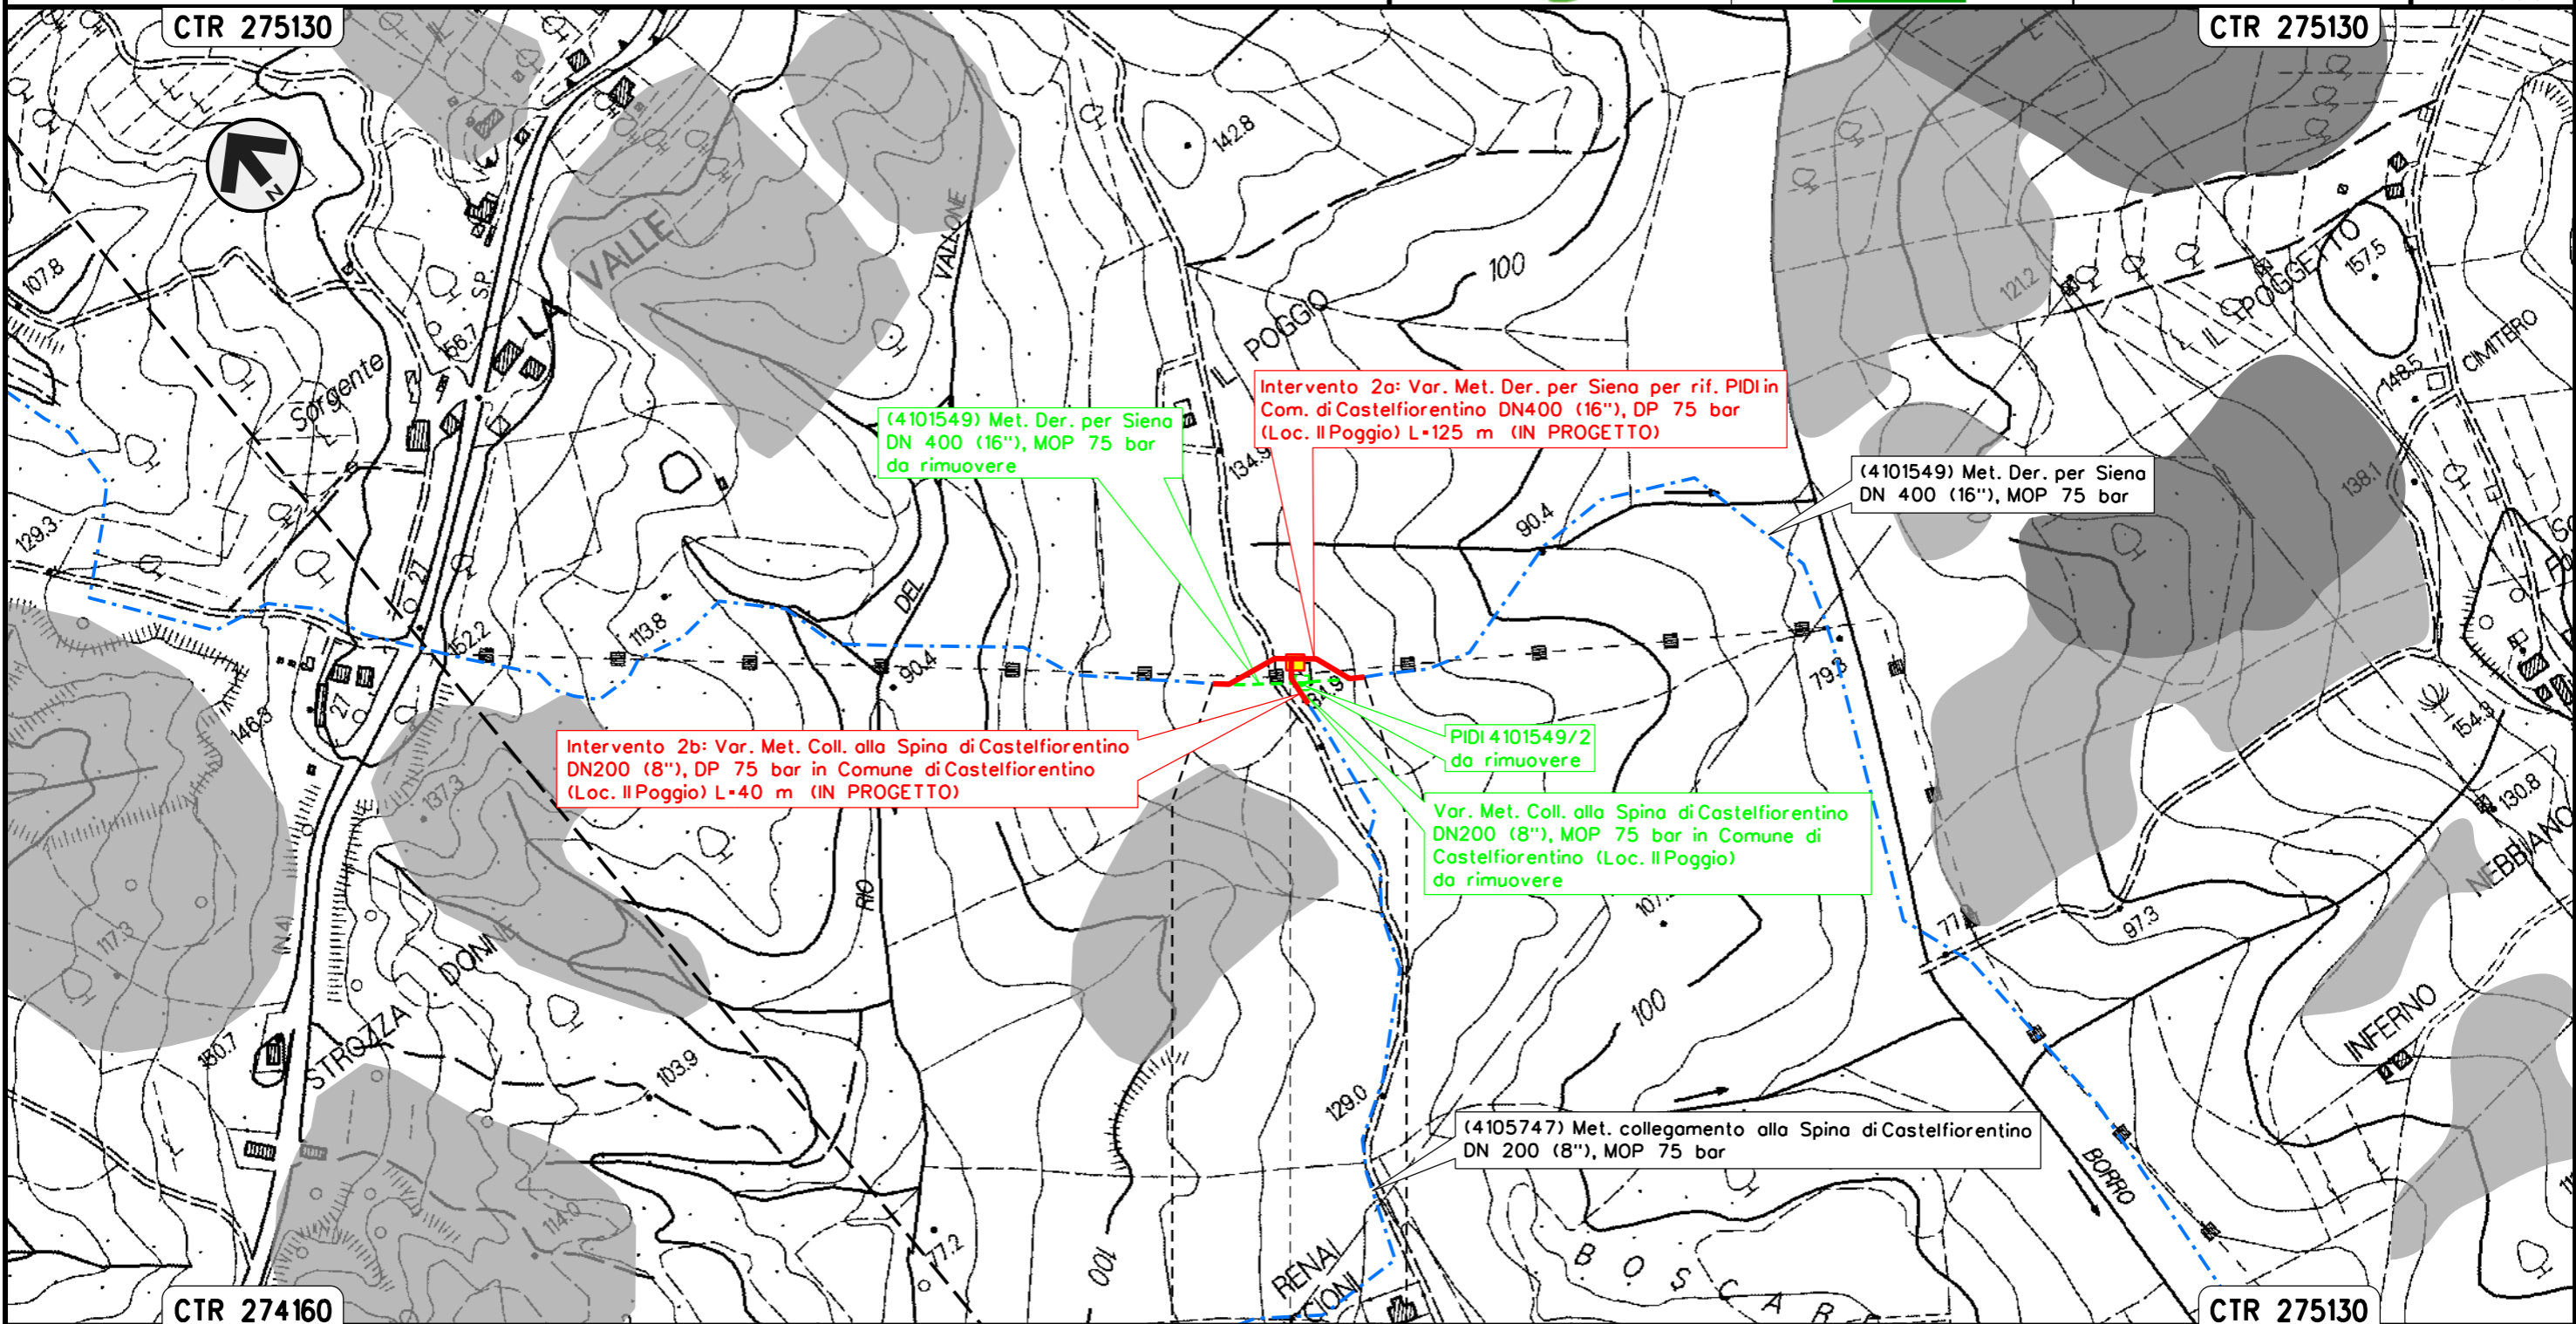 CTR 275130
CTR 275130
N
VALLE
LA
S.P.
VALLONE
142.8
107.8
100
IL POGGIO
121.2
IL POGGETTO
157.5
CIMITERO
148.5
56.7
Sorgente
134.9
138.1
129.3
90.4
Intervento 2a: Var. Met. Der. per Siena per rif. PIDI in
Com. di Castelfiorentino DN400 (16"), DP 75 bar
(Loc. Il Poggio) L=125 m (IN PROGETTO)
(4101549) Met. Der. per Siena
DN 400 (16"), MOP 75 bar
da rimuovere
(4101549) Met. Der. per Siena
DN 400 (16"), MOP 75 bar
27
DEL
113.8
152.2
90.4
146.3
27
154.3
130.8
Intervento 2b: Var. Met. Coll. alla Spina di Castelfiorentino
DN200 (8"), DP 75 bar in Comune di Castelfiorentino
(Loc. Il Poggio) L=40 m (IN PROGETTO)
PIDI 4101549/2
da rimuovere
Var. Met. Coll. alla Spina di Castelfiorentino
DN200 (8"), MOP 75 bar in Comune di
Castelfiorentino (Loc. Il Poggio)
da rimuovere
137.3
RIO
117.3
STROZZA DONNE
97.3
NEBBIANO
100
INFERNO
103.9
129.0
(4105747) Met. collegamento alla Spina di Castelfiorentino
DN 200 (8"), MOP 75 bar
BORRO
114.0
77.2
100
RENAI
BOSCAR
CTR 274160
CTR 275130